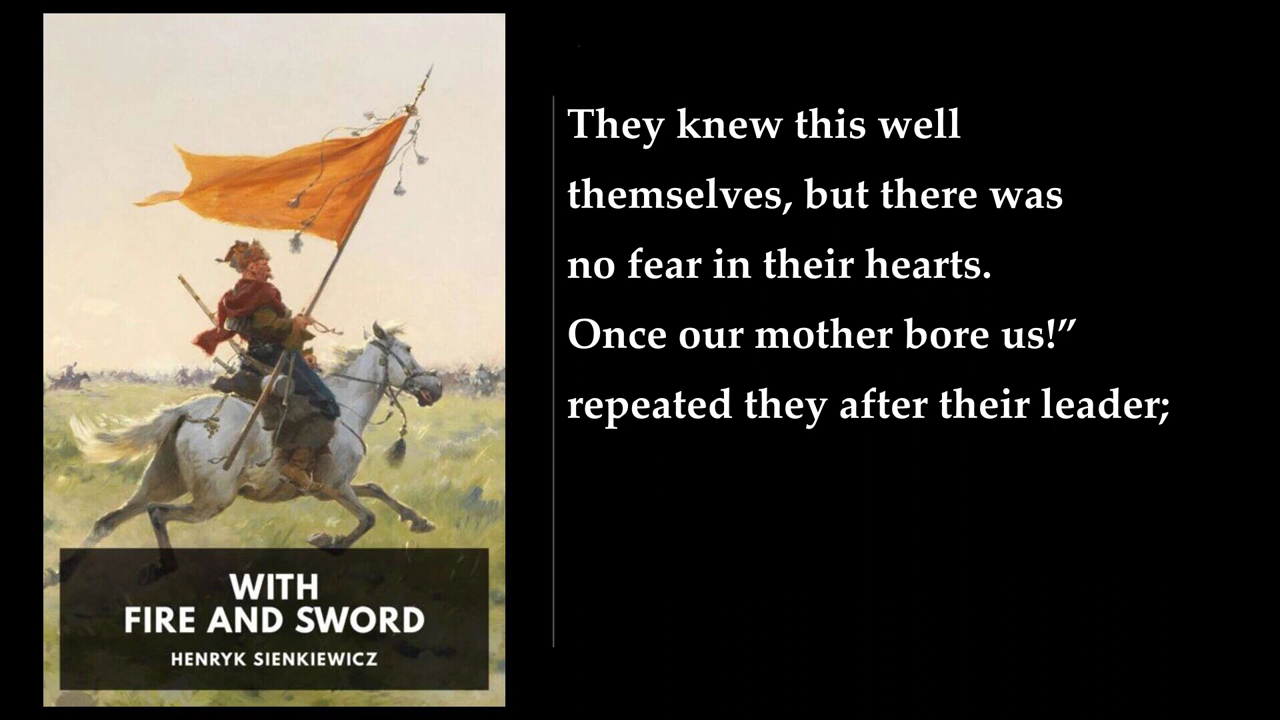 They knew this well
themselves, but there was
no fear in their hearts.
Once our mother bore us!”
repeated they after their leader;
WITH
FIRE AND SWORD
HENRYK SIENKIEWICZ